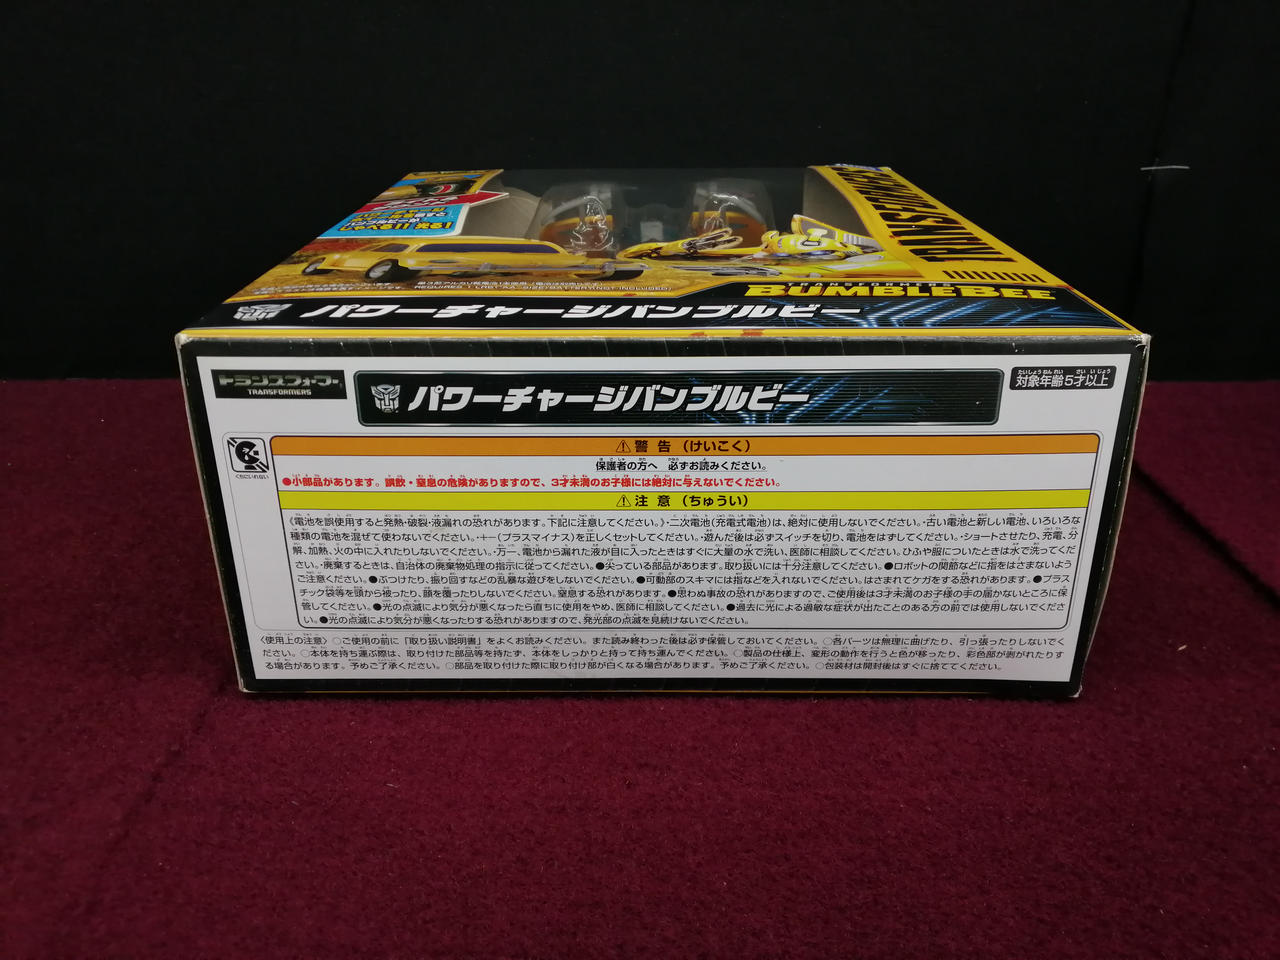 パワーチャージ
バンブルビーが
しゃべる!! 光る!
TRANSFORMERS
TRANSFORMERS
BUMBLEBEE
パワーチャージバンブルビー
トランスフォーマー
TRANSFORMERS
パワーチャージバンブルビー
たいしょうねんれい さいいじょう
対象年齢5才以上
くちにいれない
⚠警告(けいこく)
保護者の方へ 必ずお読みください。
●小部品があります。誤飲・窒息の危険がありますので、3才未満のお子様には絶対に与えないでください。
⚠注意(ちゅうい)
《電池を誤使用すると発熱・破裂・液漏れの恐れがあります。下記に注意してください。》・二次電池(充電式電池)は、絶対に使用しないでください。・古い電池と新しい電池、いろいろな
種類の電池を混ぜて使わないでください。・+−(プラスマイナス)を正しくセットしてください。・遊んだ後は必ずスイッチを切り、電池をはずしてください。・ショートさせたり、充電、分
解、加熱、火の中に入れたりしないでください。・万一、電池から漏れた液が目に入ったときはすぐに大量の水で洗い、医師に相談してください。ひふや服についたときは水で洗ってくだ
さい。・廃棄するときは、自治体の廃棄物処理の指示に従ってください。●尖っている部品があります。取り扱いには十分注意してください。●ロボットの関節などに指をはさまないよう
ご注意ください。●ぶつけたり、振り回すなどの乱暴な遊びをしないでください。●可動部のスキマには指などを入れないでください。はさまれてケガをする恐れがあります。●プラス
チック袋等を頭から被ったり、顔を覆ったりしないでください。窒息する恐れがあります。●思わぬ事故の恐れがありますので、ご使用後は3才未満のお子様の手の届かないところに保
管してください。●光の点滅により気分が悪くなったら直ちに使用をやめ、医師に相談してください。●過去に光による過敏な症状が出たことのある方の前では使用しないでくださ
い。●光の点滅により気分が悪くなったりする恐れがありますので、発光部の点滅を見続けないでください。
〈使用上の注意〉○ご使用の前に「取り扱い説明書」をよくお読みください。また読み終わった後は必ず保管しておいてください。○各パーツは無理に曲げたり、引っ張ったりしないでく
ださい。○本体を持ち運ぶ際は、取り付けた部品等を持たず、本体をしっかりと持って持ち運んでください。○製品の仕様上、変形の動作を行うと色が移ったり、彩色部が剥がれたりす
る場合があります。予めご了承ください。○部品を取り付けた際に取り付け部が白くなる場合があります。予めご了承ください。○包装材は開封後はすぐに捨ててください。